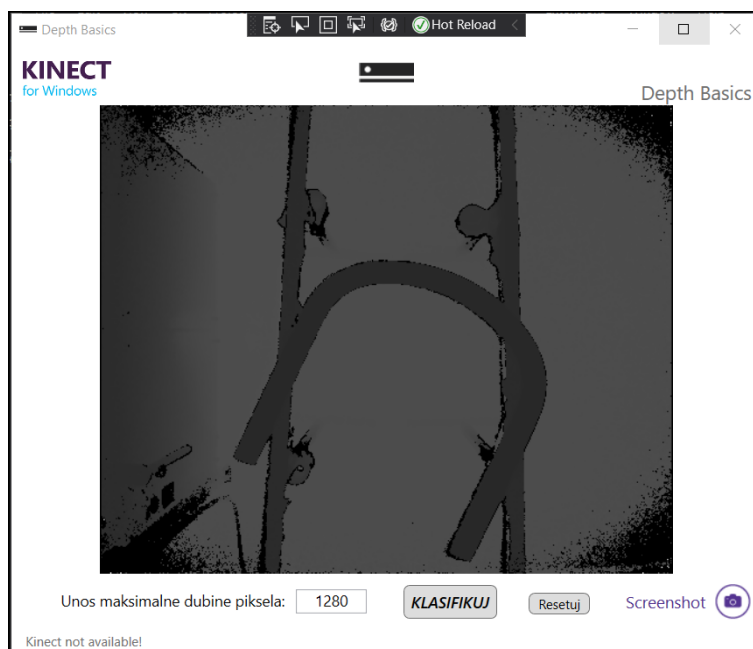 Depth Basics
Hot Reload
KINECT
for Windows
Depth Basics
Unos maksimalne dubine piksela:
1280
KLASIFIKUJ
Resetuj
Screenshot
Kinect not available!